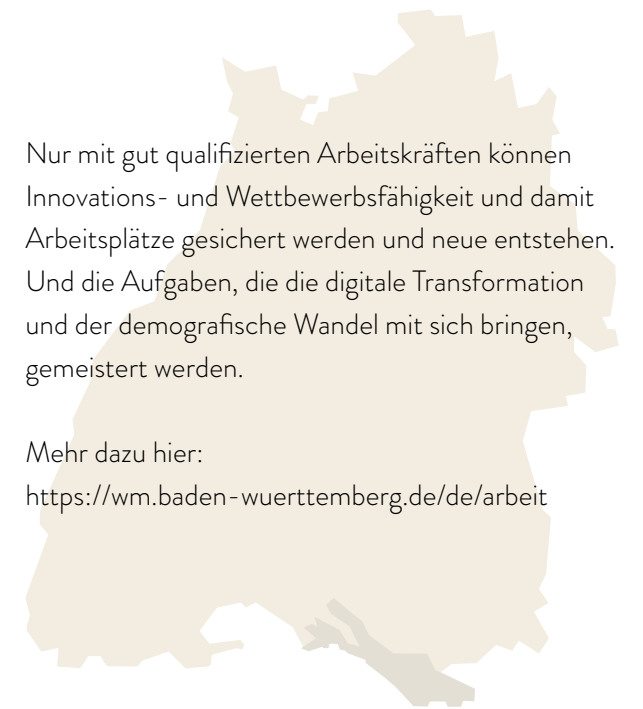 Nur mit gut qualifizierten Arbeitskräften können
Innovations- und Wettbewerbsfähigkeit und damit
Arbeitsplätze gesichert werden und neue entstehen.
Und die Aufgaben, die die digitale Transformation
und der demografische Wandel mit sich bringen,
gemeistert werden.
Mehr dazu hier:
https://wm.baden-wuerttemberg.de/de/arbeit